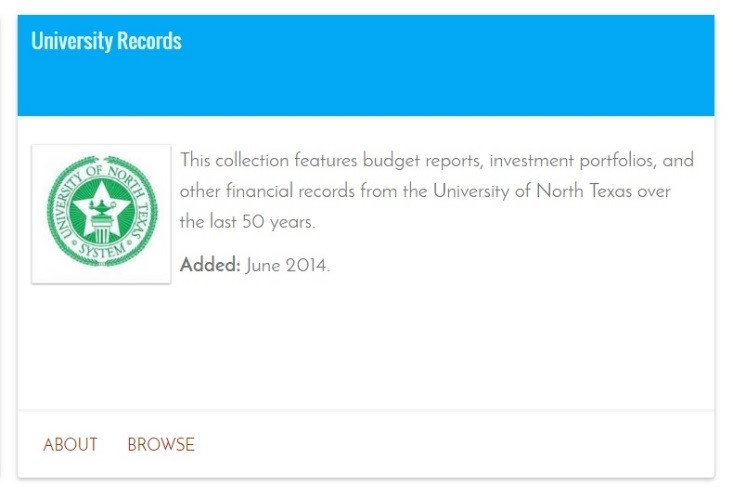 University Records
UNIVERSITY OF NORTH TEXAS
SYSTEM
This collection features budget reports, investment portfolios, and
other financial records from the University of North Texas over
the last 50 years.
Added: June 2014.
ABOUT BROWSE